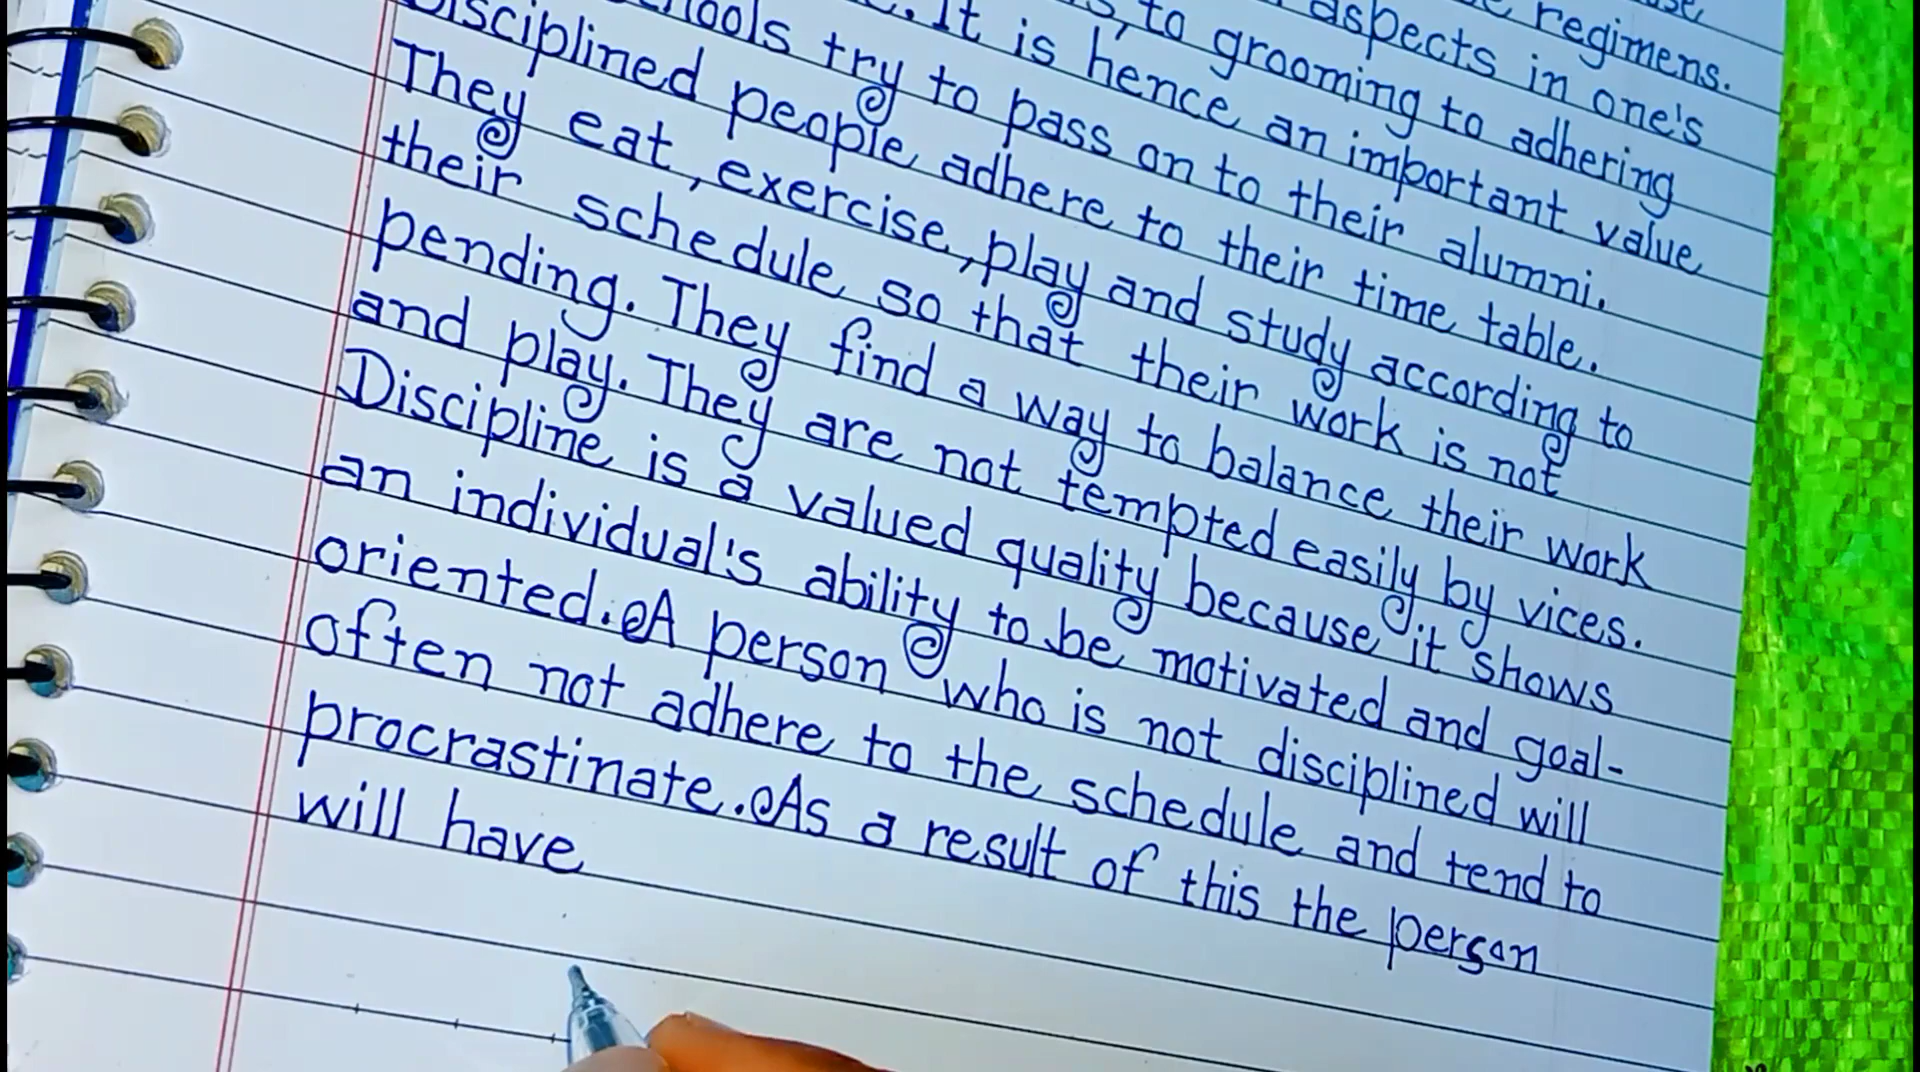 regimens.
aspects in one's
to grooming to adhering
It is hence an important value
try to pass on to their alumni.
Disciplined people adhere to their time table.
They eat, exercise, play and study according to
their schedule so that their work is not
pending. They find a way to balance their work
and play. They are not tempted easily by vices.
Discipline is a valued quality because it shows
an individual's ability to be motivated and goal-
oriented. A person who is not disciplined will
often not adhere to the schedule and tend to
procrastinate. As a result of this the person
will have